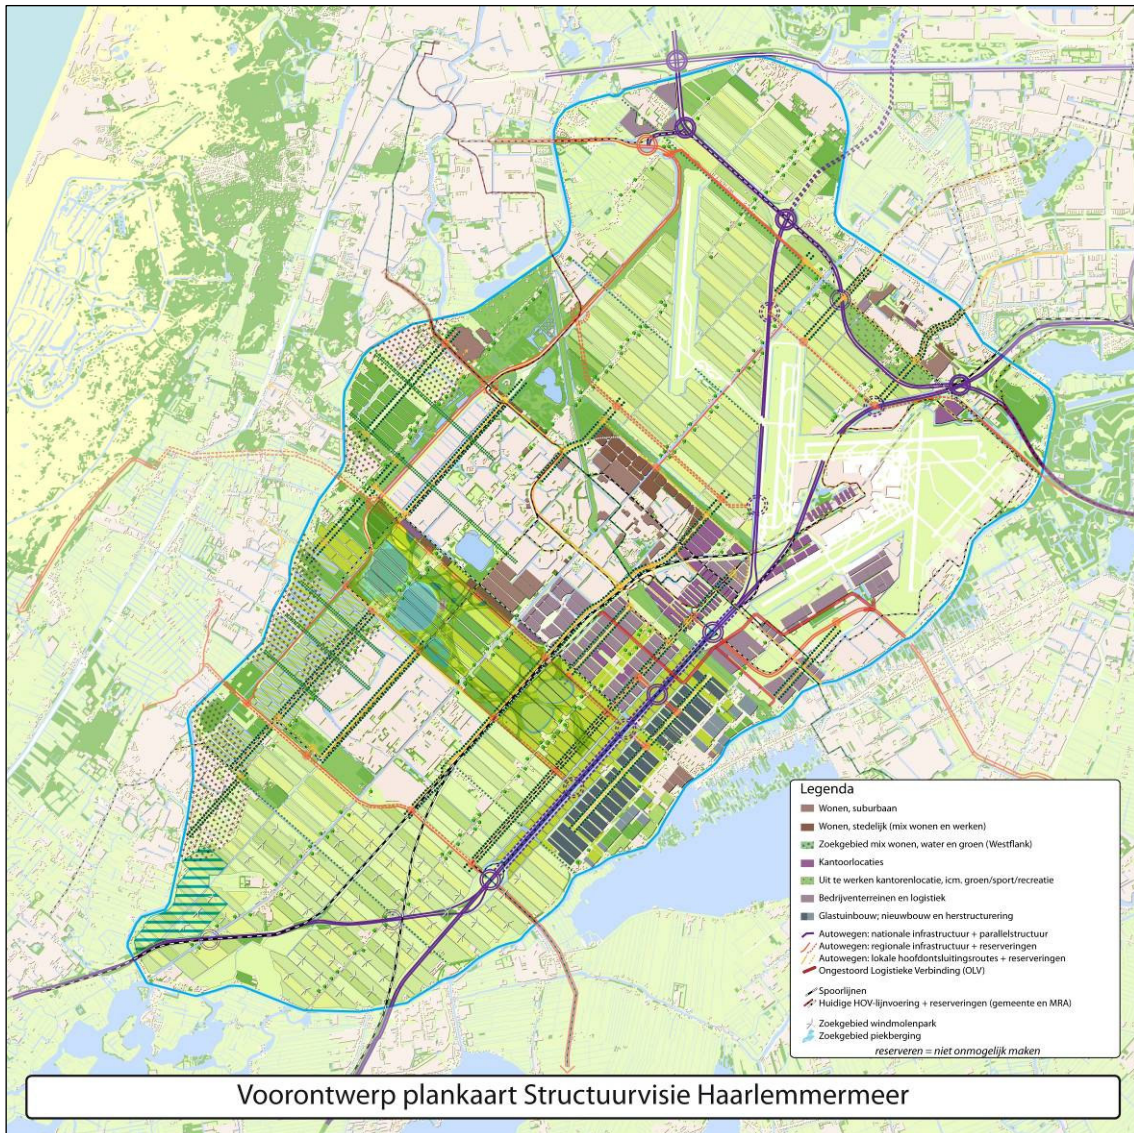 Legenda
Wonen, suburbaan
Wonen, stedelijk (mix wonen en werken)
Zoekgebied mix wonen, water en groen (Westflank)
Kantoorlocaties
Uit te werken kantorenlocatie, icm. groen/sport/recreatie
Bedrijventerreinen en logistiek
Glastuinbouw; nieuwbouw en herstructurering
Autowegen: nationale infrastructuur + parallelstructuur
Autowegen: regionale infrastructuur + reserveringen
Autowegen: lokale hoofdontsluitingsroutes + reserveringen
Ongestoord Logistieke Verbinding (OLV)
Spoorlijnen
Huidige HOV-lijnvoering + reserveringen (gemeente en MRA)
Zoekgebied windmolenpark
Zoekgebied piekberging
reserveren = niet onmogelijk maken
Voorontwerp plankaart Structuurvisie Haarlemmermeer